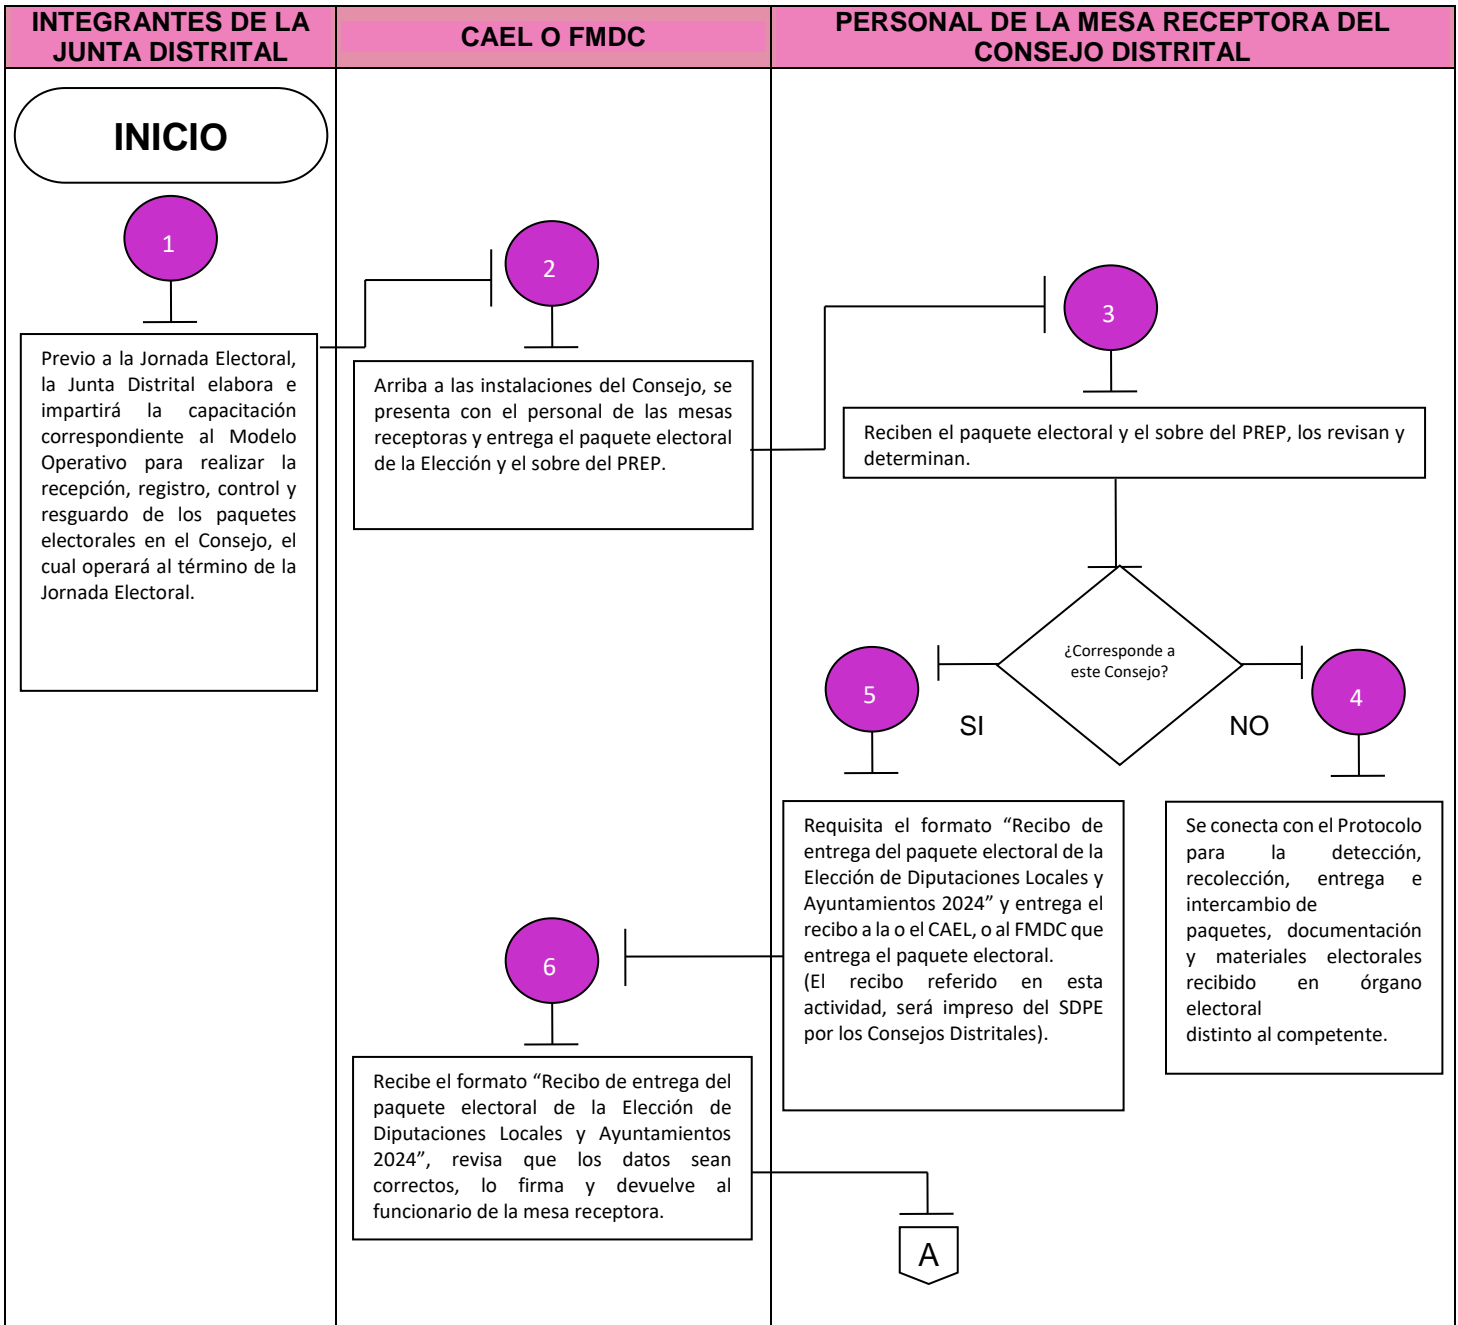 INTEGRANTES DE LA
JUNTA DISTRITAL
CAEL O FMDC
PERSONAL DE LA MESA RECEPTORA DEL
CONSEJO DISTRITAL
INICIO
1
Previo a la Jornada Electoral,
la Junta Distrital elabora e
impartirá la capacitación
correspondiente al Modelo
Operativo para realizar la
recepción, registro, control y
resguardo de los paquetes
electorales en el Consejo, el
cual operará al término de la
Jornada Electoral.
2
Arriba a las instalaciones del Consejo, se
presenta con el personal de las mesas
receptoras y entrega el paquete electoral
de la Elección y el sobre del PREP.
3
Reciben el paquete electoral y el sobre del PREP, los revisan y
determinan.
¿Corresponde a
este Consejo?
SI
NO
5
4
Requisita el formato “Recibo de
entrega del paquete electoral de la
Elección de Diputaciones Locales y
Ayuntamientos 2024” y entrega el
recibo a la o el CAEL, o al FMDC que
entrega el paquete electoral.
(El recibo referido en esta
actividad, será impreso del SDPE
por los Consejos Distritales).
Se conecta con el Protocolo
para la detección,
recolección, entrega e
intercambio de
paquetes, documentación
y materiales electorales
recibido en órgano
electoral
distinto al competente.
6
Recibe el formato “Recibo de entrega del
paquete electoral de la Elección de
Diputaciones Locales y Ayuntamientos
2024”, revisa que los datos sean
correctos, lo firma y devuelve al
funcionario de la mesa receptora.
A